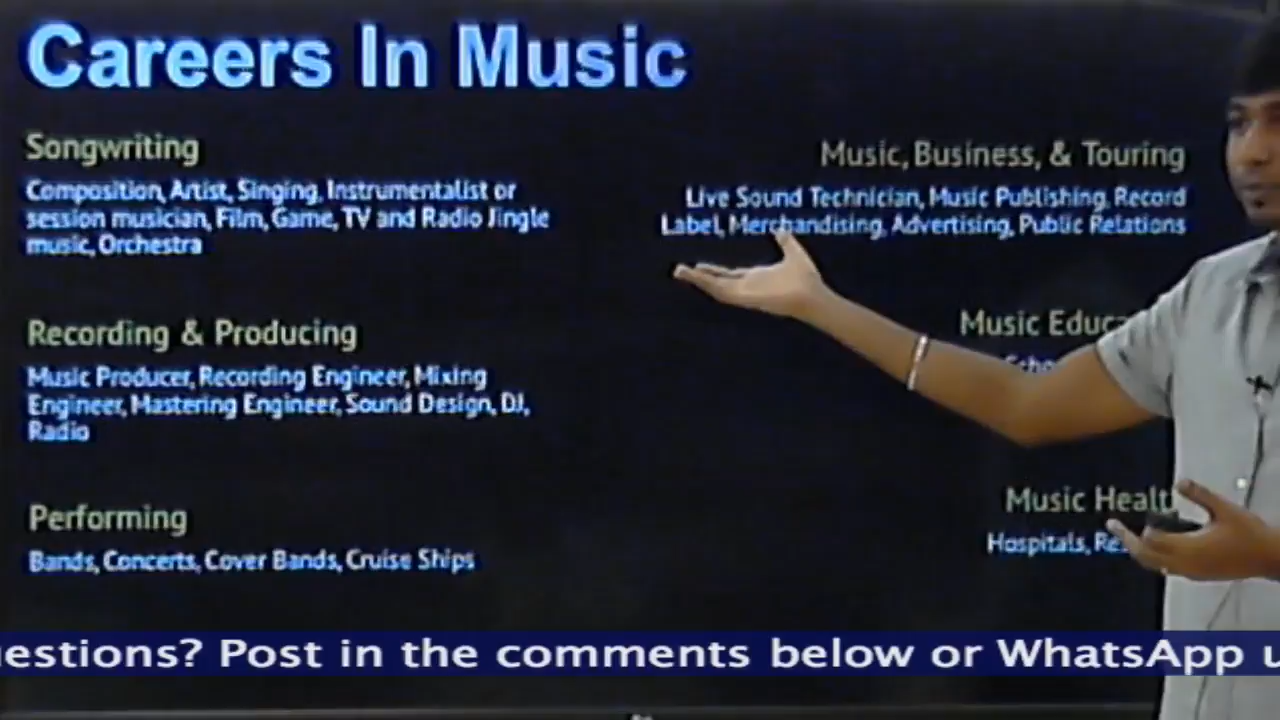 Careers In Music
Songwriting
Composition, Artist, Singing, Instrumentalist or
session musician, Film, Game, TV and Radio Jingle
music, Orchestra
Recording & Producing
Music Producer, Recording Engineer, Mixing
Engineer, Mastering Engineer, Sound Design, DJ,
Radio
Performing
Bands, Concerts, Cover Bands, Cruise Ships
Music, Business, & Touring
Live Sound Technician, Music Publishing, Record
Label, Merchandising, Advertising, Public Relations
Music
Music
Hospitals,
Post in the comments below or WhatsApp